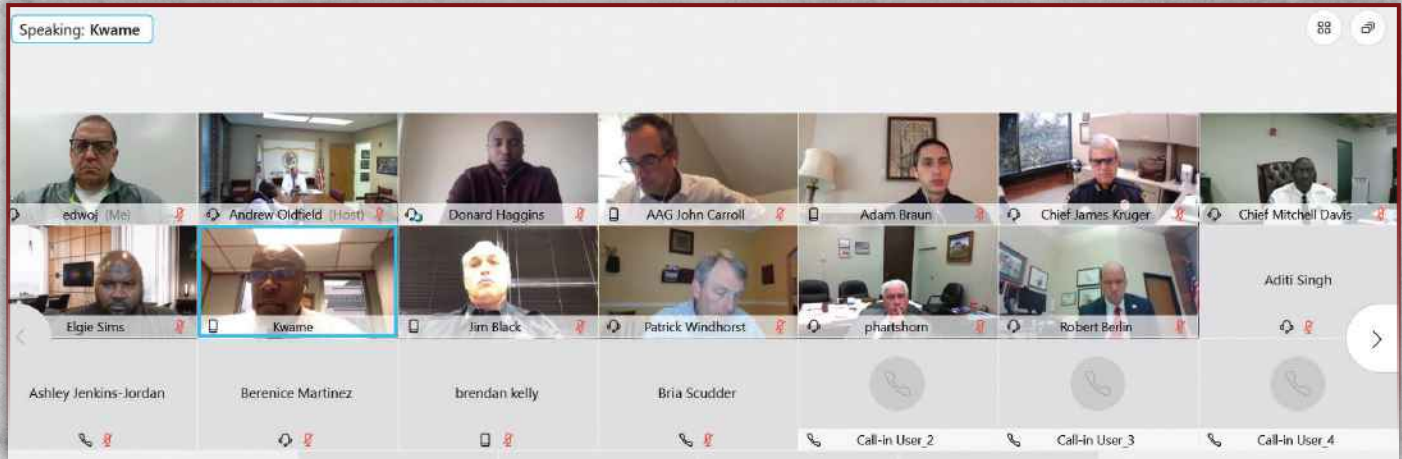 Speaking: Kwame
edwoj (Me)
Andrew Oldfield (Host)
Donard Haggins
AAG John Carroll
Adam Braun
Chief James Kruger
Chief Mitchell Davis
Elgie Sims
Kwame
Jim Black
Patrick Windhorst
phartshorn
Robert Berlin
Aditi Singh
Ashley Jenkins-Jordan
Berenice Martinez
brendan kelly
Bria Scudder
Call-in User_2
Call-in User_3
Call-in User_4